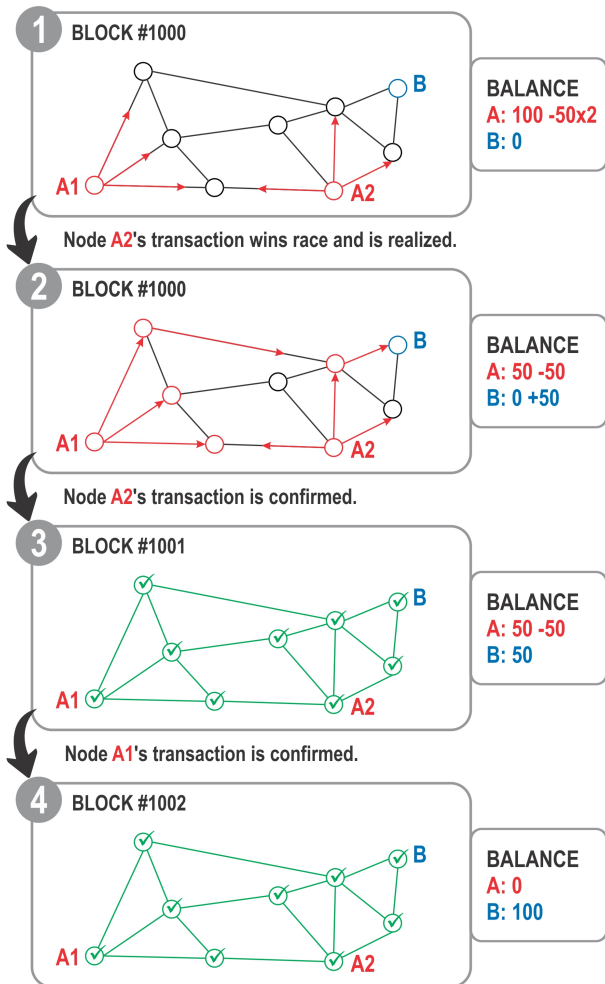 1
BLOCK #1000
B
A1
A2
BALANCE
A: 100 -50x2
B: 0
Node A2's transaction wins race and is realized.
2
BLOCK #1000
B
A1
A2
BALANCE
A: 50 -50
B: 0 +50
Node A2's transaction is confirmed.
3
BLOCK #1001
B
A1
A2
BALANCE
A: 50 -50
B: 50
Node A1's transaction is confirmed.
4
BLOCK #1002
B
A1
A2
BALANCE
A: 0
B: 100